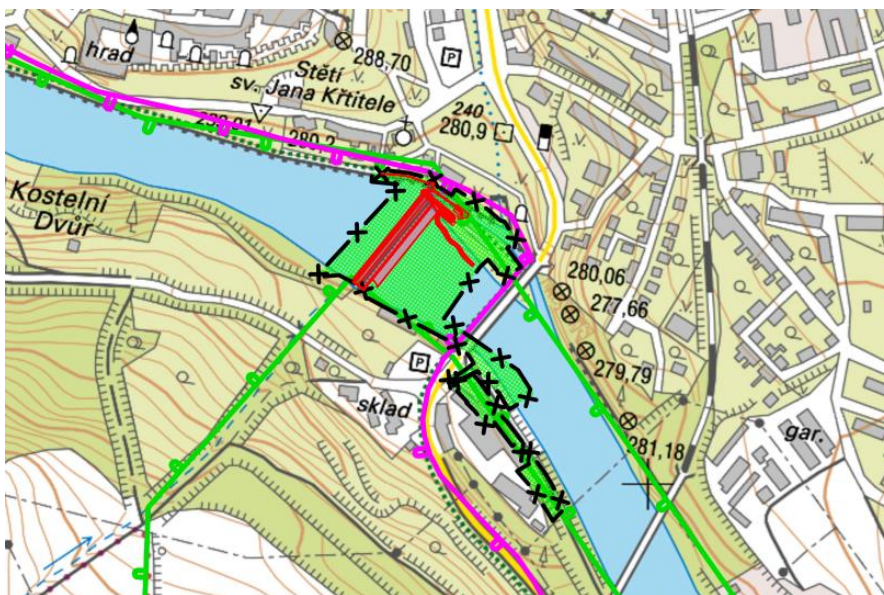 hrad
288,70
P
Stětí
sv. Jana Křtitele
240
280,9
280,2
Kostelní
Dvůr
280,06
277,66
P
279,79
sklad
281,18
gar.